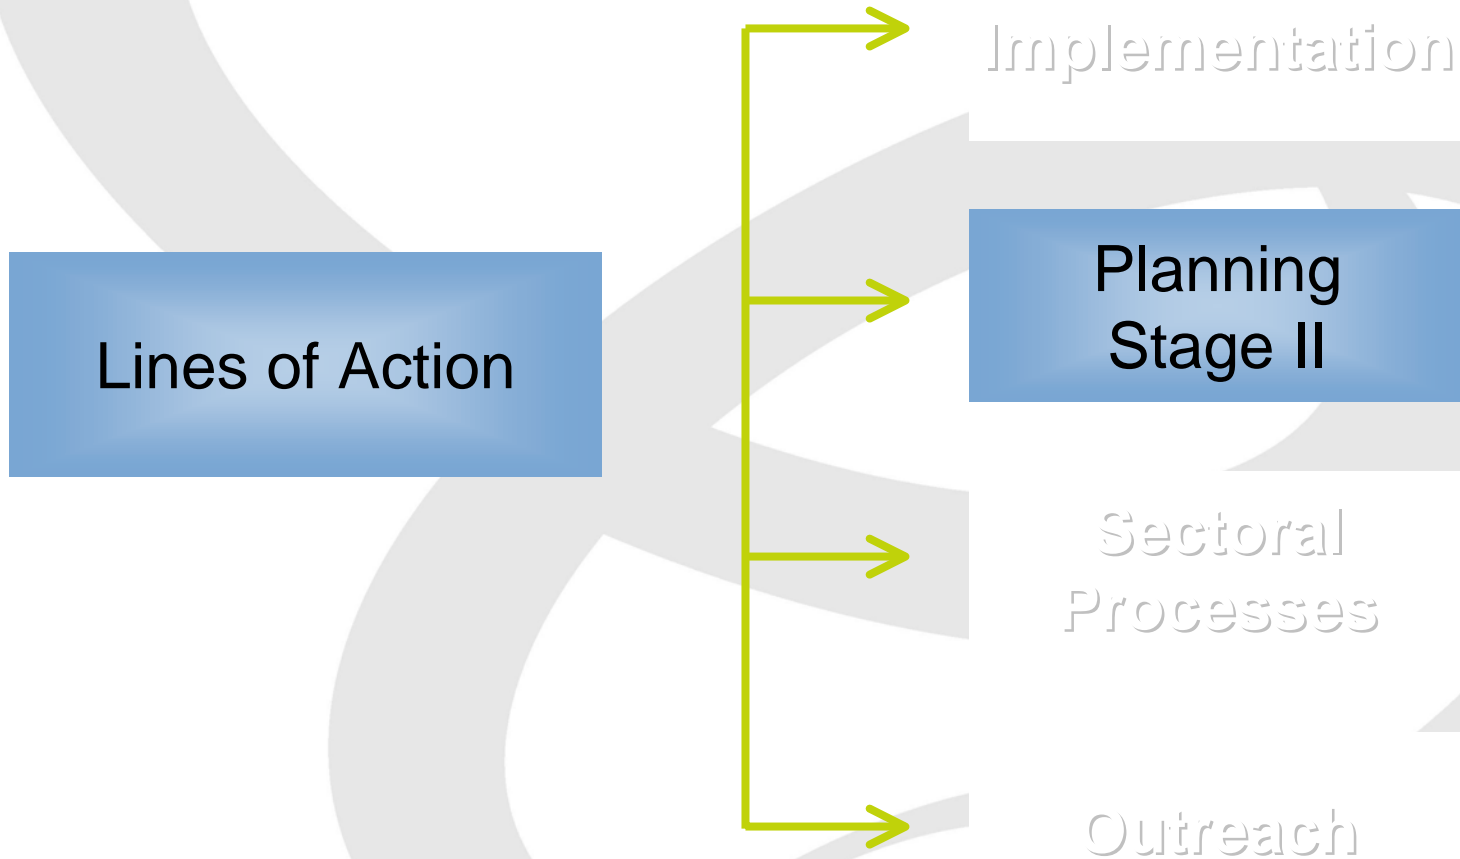 Implementation
Lines of Action
Planning
Stage II
Sectoral
Processes
Outreach